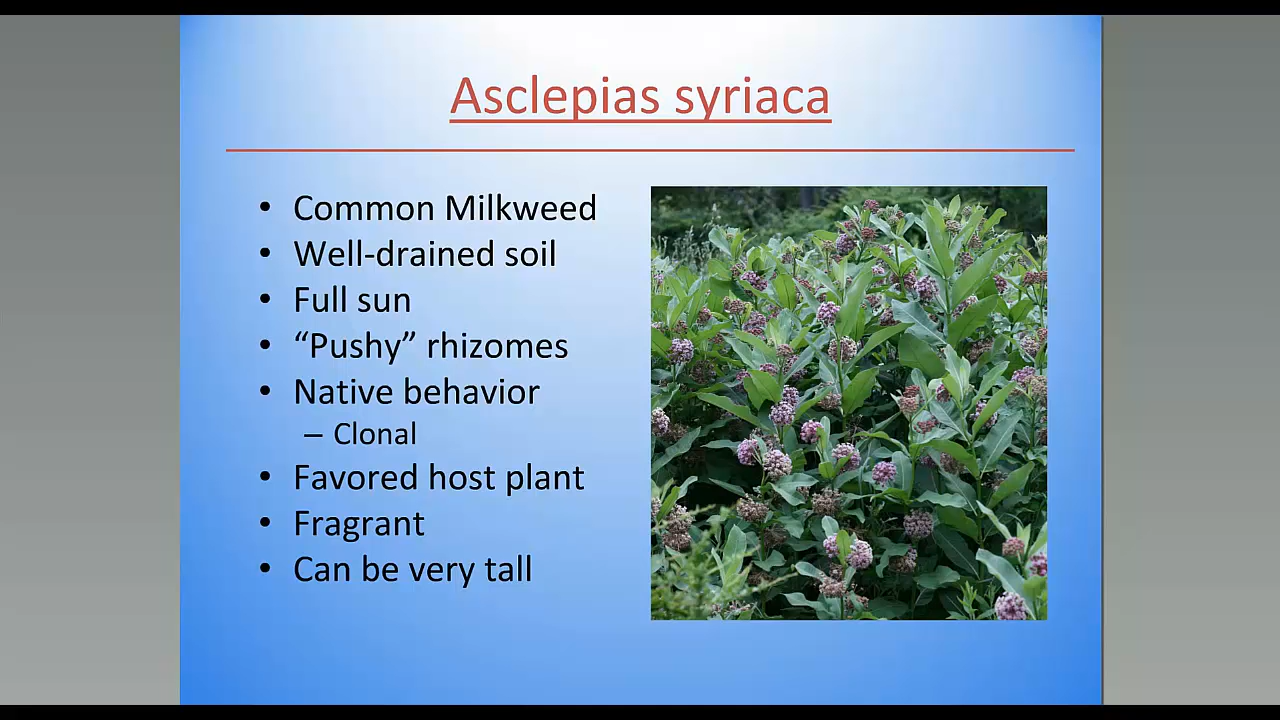 Asclepias syriaca
• Common Milkweed
• Well-drained soil
• Full sun
• “Pushy” rhizomes
• Native behavior
– Clonal
• Favored host plant
• Fragrant
• Can be very tall